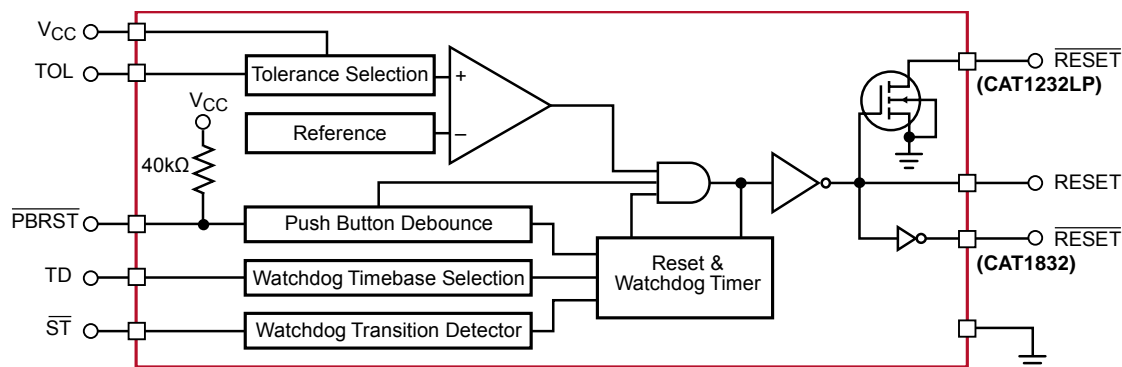 VCC
TOL
Tolerance Selection
+
Reference
–
VCC
40kΩ
PBRST
Push Button Debounce
TD
Watchdog Timebase Selection
ST
Watchdog Transition Detector
Reset &
Watchdog Timer
RESET
(CAT1232LP)
RESET
RESET
(CAT1832)